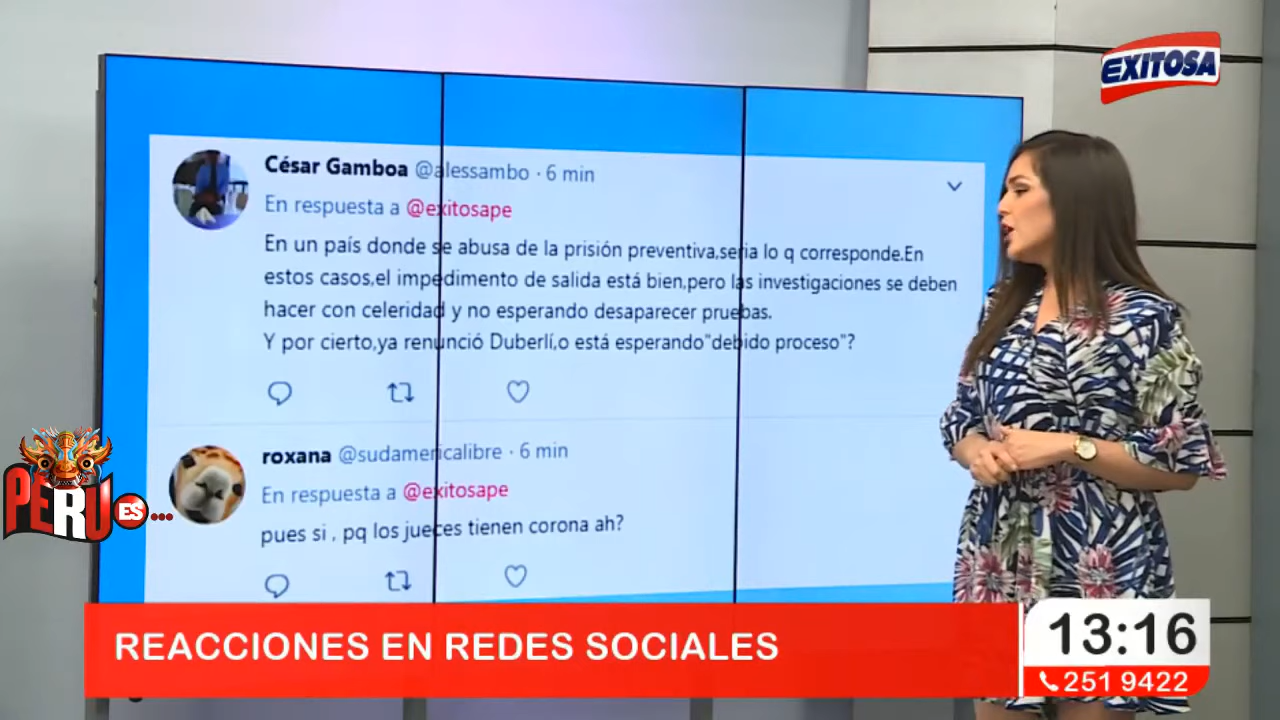 EXITOSA
César Gamboa @alessambo · 6 min
En respuesta a @exitosape
En un país donde se abusa de la prisión preventiva,seria lo q corresponde.En
estos casos,el impedimento de salida está bien,pero las investigaciones se deben
hacer con celeridad y no esperando desaparecer pruebas.
Y por cierto,ya renunció Duberlí,o está esperando"debido proceso"?
roxana @sudamericalibre · 6 min
En respuesta a @exitosape
pues si , pq los jueces tienen corona ah?
PERU ES...
REACCIONES EN REDES SOCIALES
13:16
251 9422